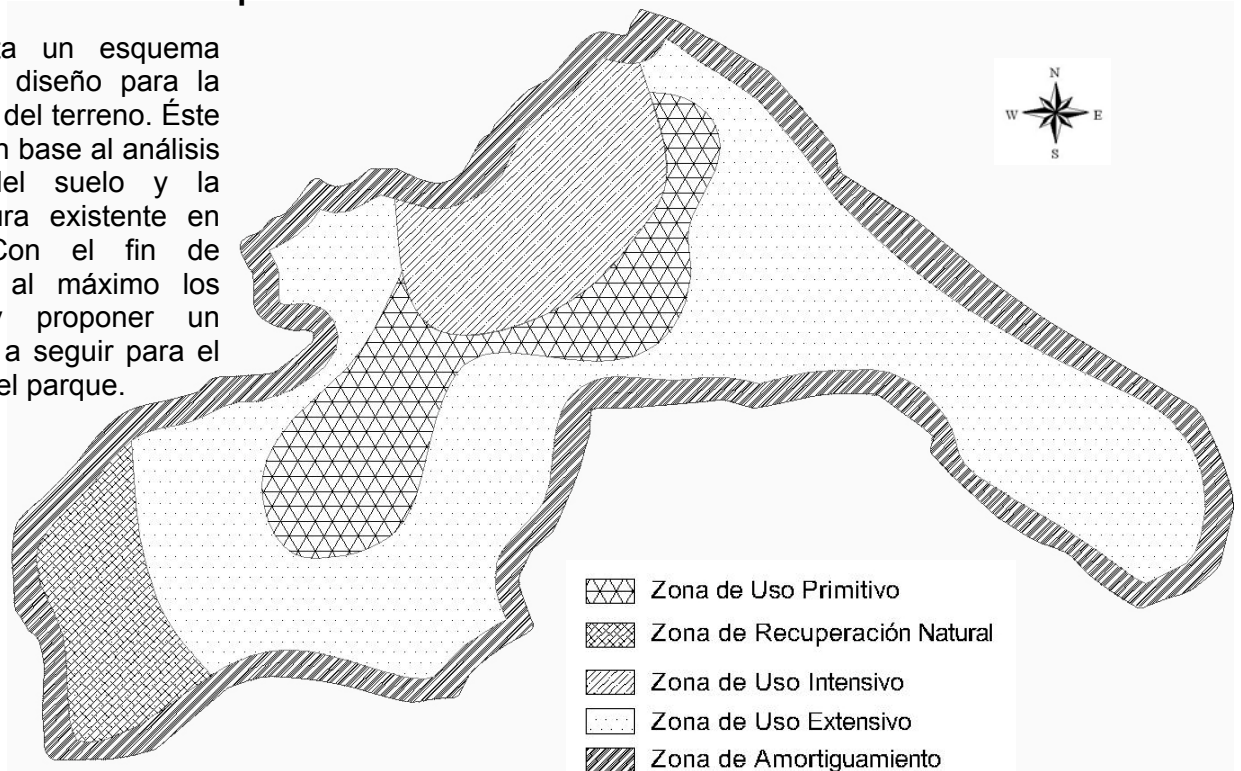 ta un esquema
diseño para la
del terreno. Éste
n base al análisis
del suelo y la
ura existente en
Con el fin de
al máximo los
proponer un
a seguir para el
el parque.
N
W E
S
Zona de Uso Primitivo
Zona de Recuperación Natural
Zona de Uso Intensivo
Zona de Uso Extensivo
Zona de Amortiguamiento